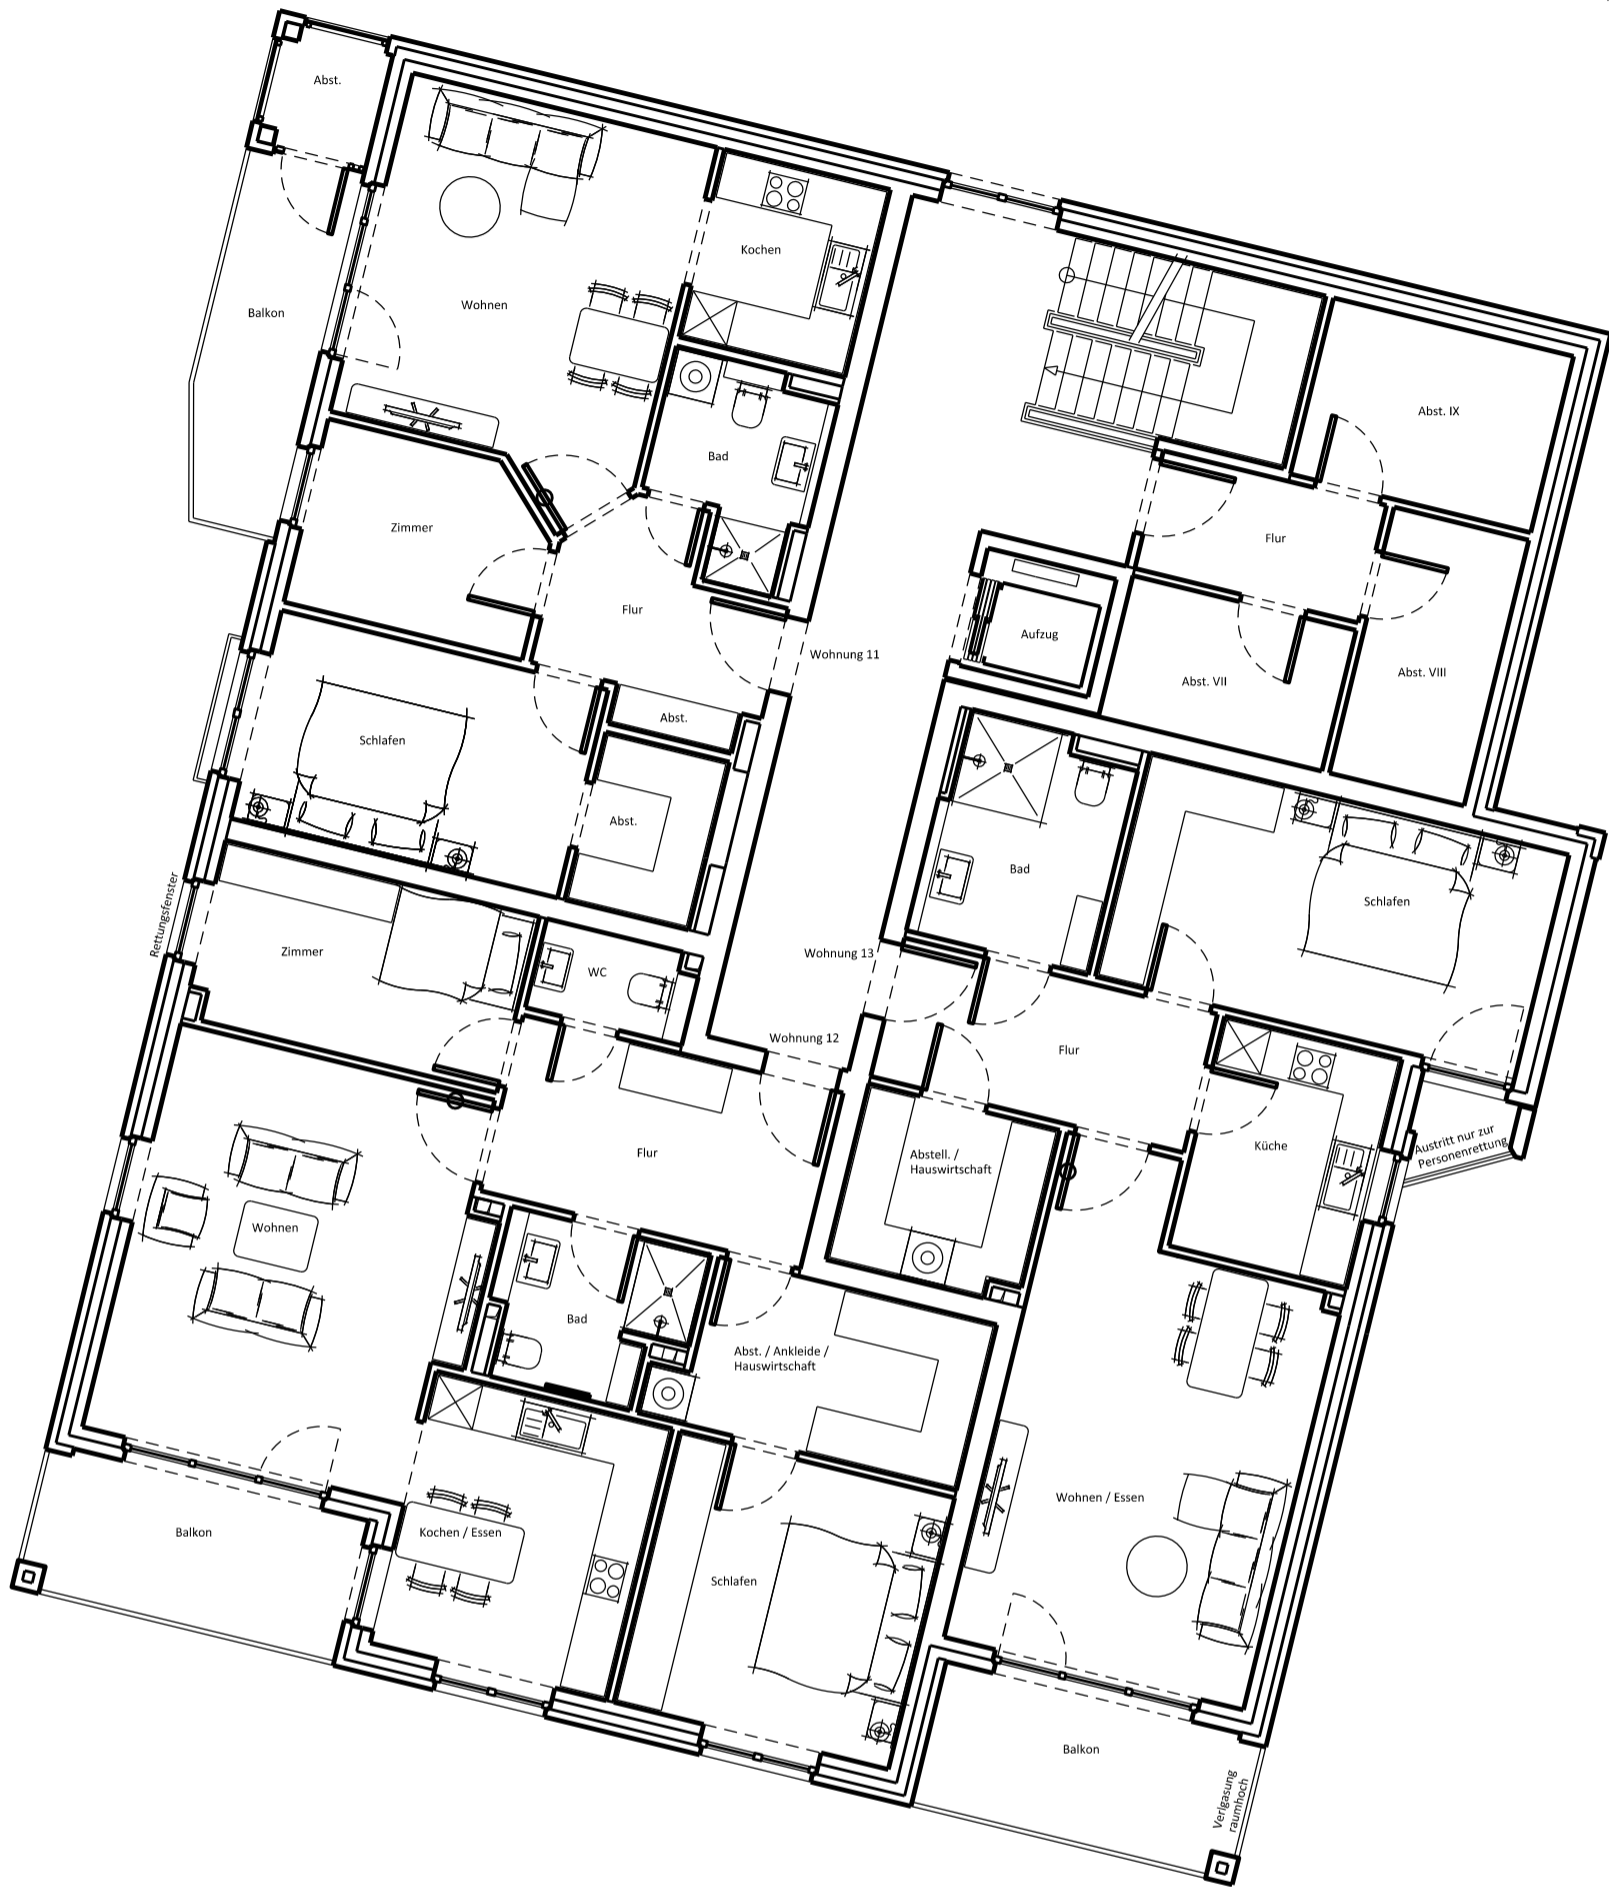 Abst.
Kochen
Wohnen
Balkon
Abst. IX
Bad
Zimmer
Flur
Flur
Aufzug
Wohnung 11
Abst. VIII
Abst. VII
Abst.
Schlafen
Abst.
Bad
Schlafen
Rettungsfenster
Zimmer
Wohnung 13
WC
Wohnung 12
Flur
Austritt nur zur
Personenrettung
Küche
Flur
Abstell. /
Hauswirtschaft
Wohnen
Bad
Abst. / Ankleide /
Hauswirtschaft
Wohnen / Essen
Balkon
Kochen / Essen
Schlafen
Balkon
Verlgasung
raumhoch